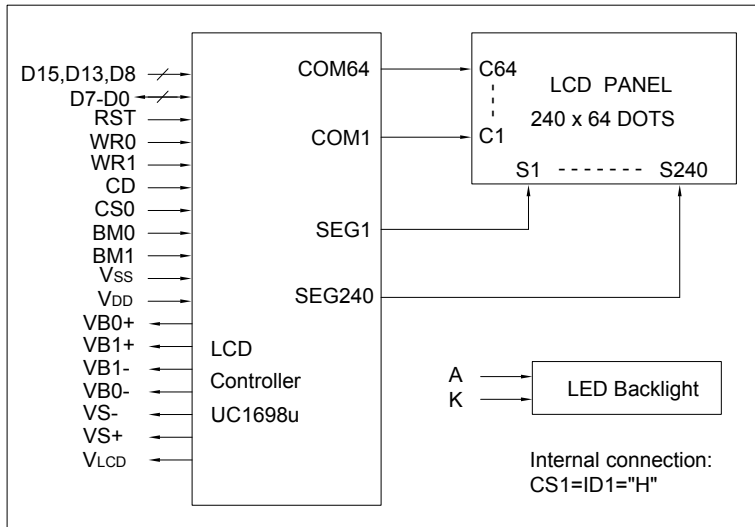 D15,D13,D8
D7-D0
RST
WR0
WR1
CD
CS0
BM0
BM1
VSS
VDD
VB0+
VB1+
VB1-
VB0-
VS-
VS+
VLCD
COM64
COM1
SEG1
SEG240
LCD
Controller
UC1698u
C64
LCD PANEL
240 x 64 DOTS
C1
S1 ------- S240
A
K
LED Backlight
Internal connection:
CS1=ID1="H"